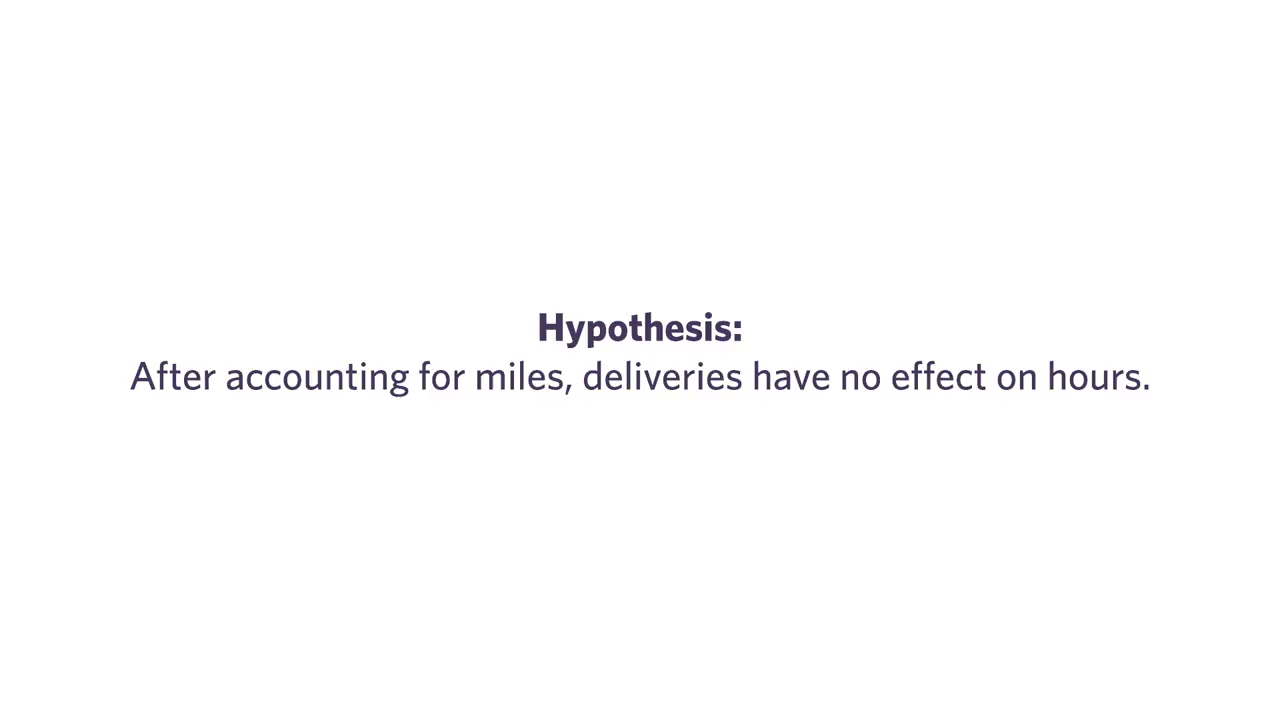 Hypothesis:
After accounting for miles, deliveries have no effect on hours.